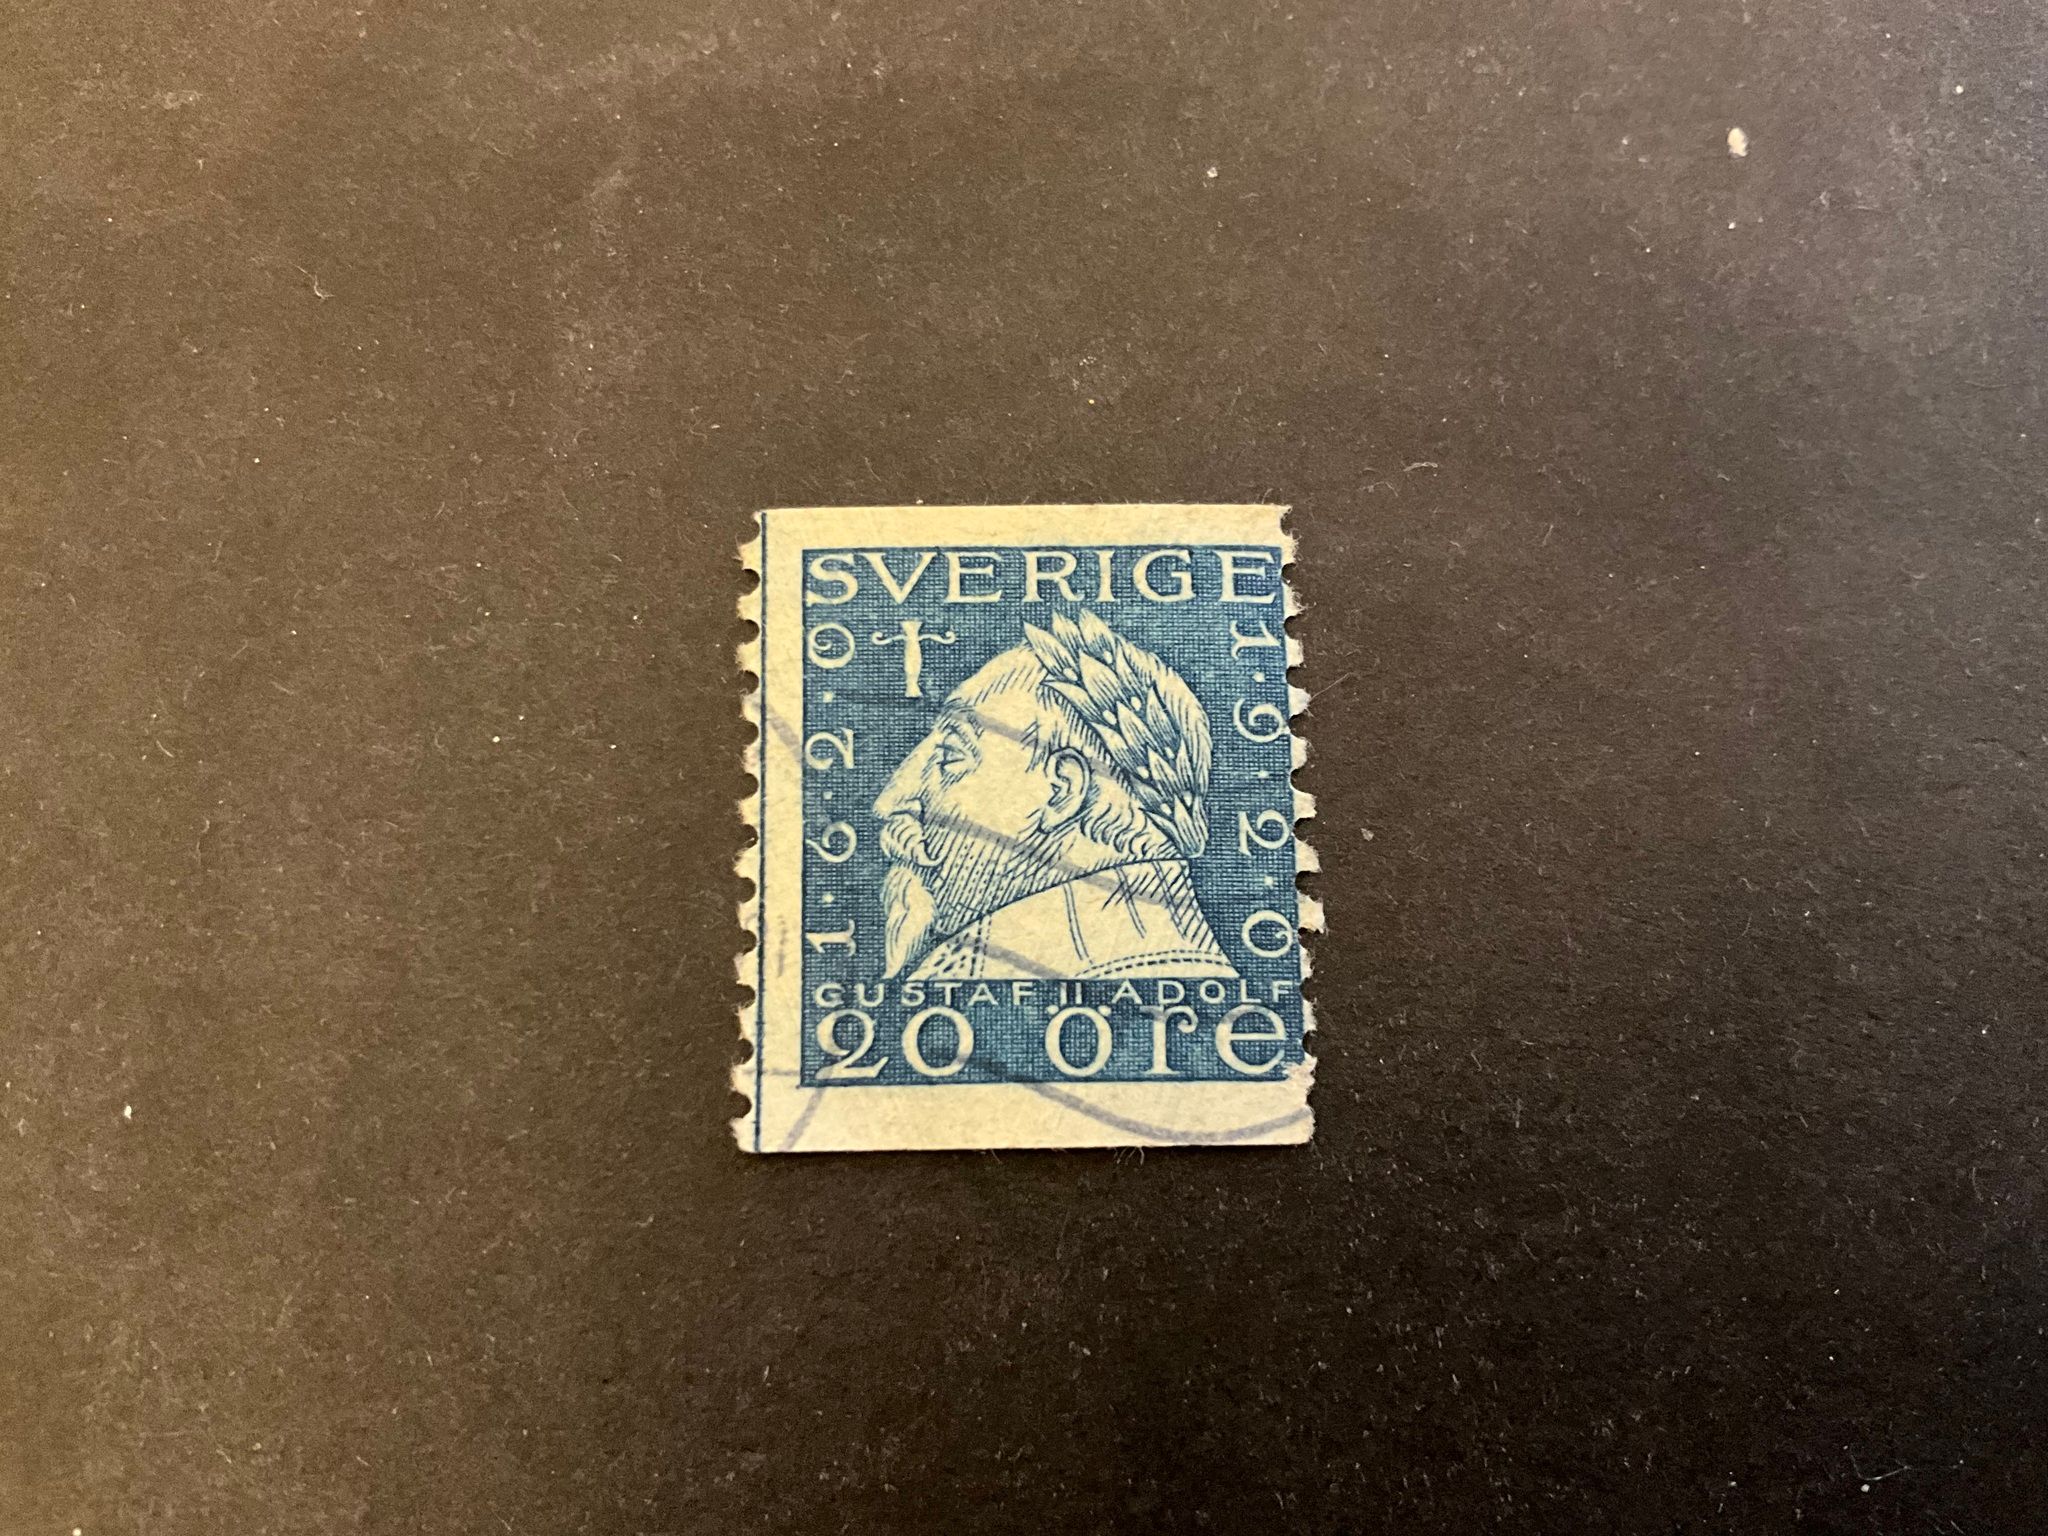 SVERIGE
1·6·2·0
1·9·2·0
GUSTAF II ADOLF
20 öre